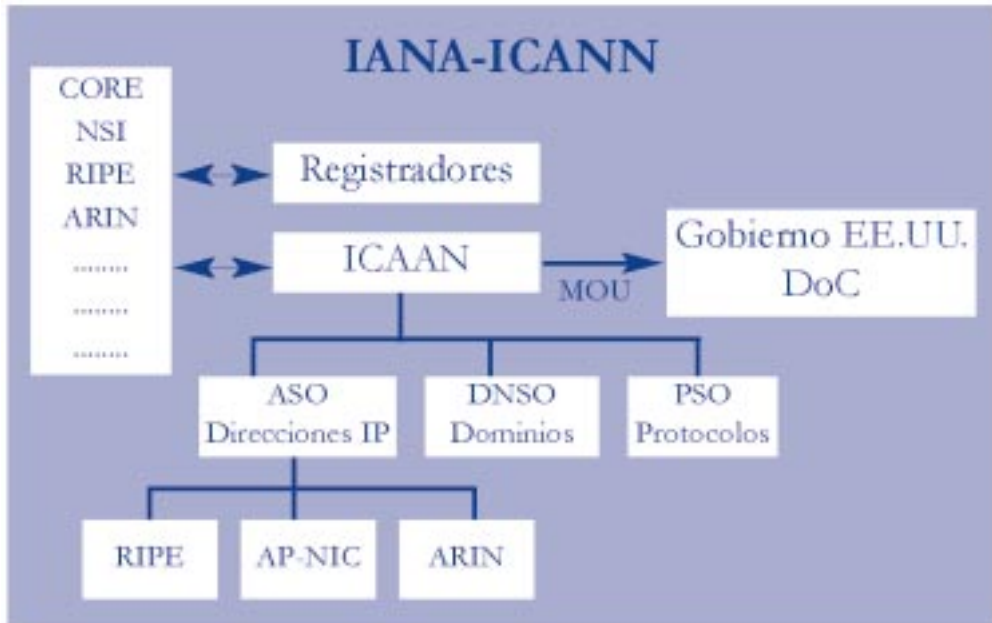 IANA-ICANN
CORE
NSI
RIPE
ARIN
........
........
........
Registradores
ICAAN
MOU
Gobierno EE.UU.
DoC
ASO
Direcciones IP
DNSO
Dominios
PSO
Protocolos
RIPE
AP-NIC
ARIN